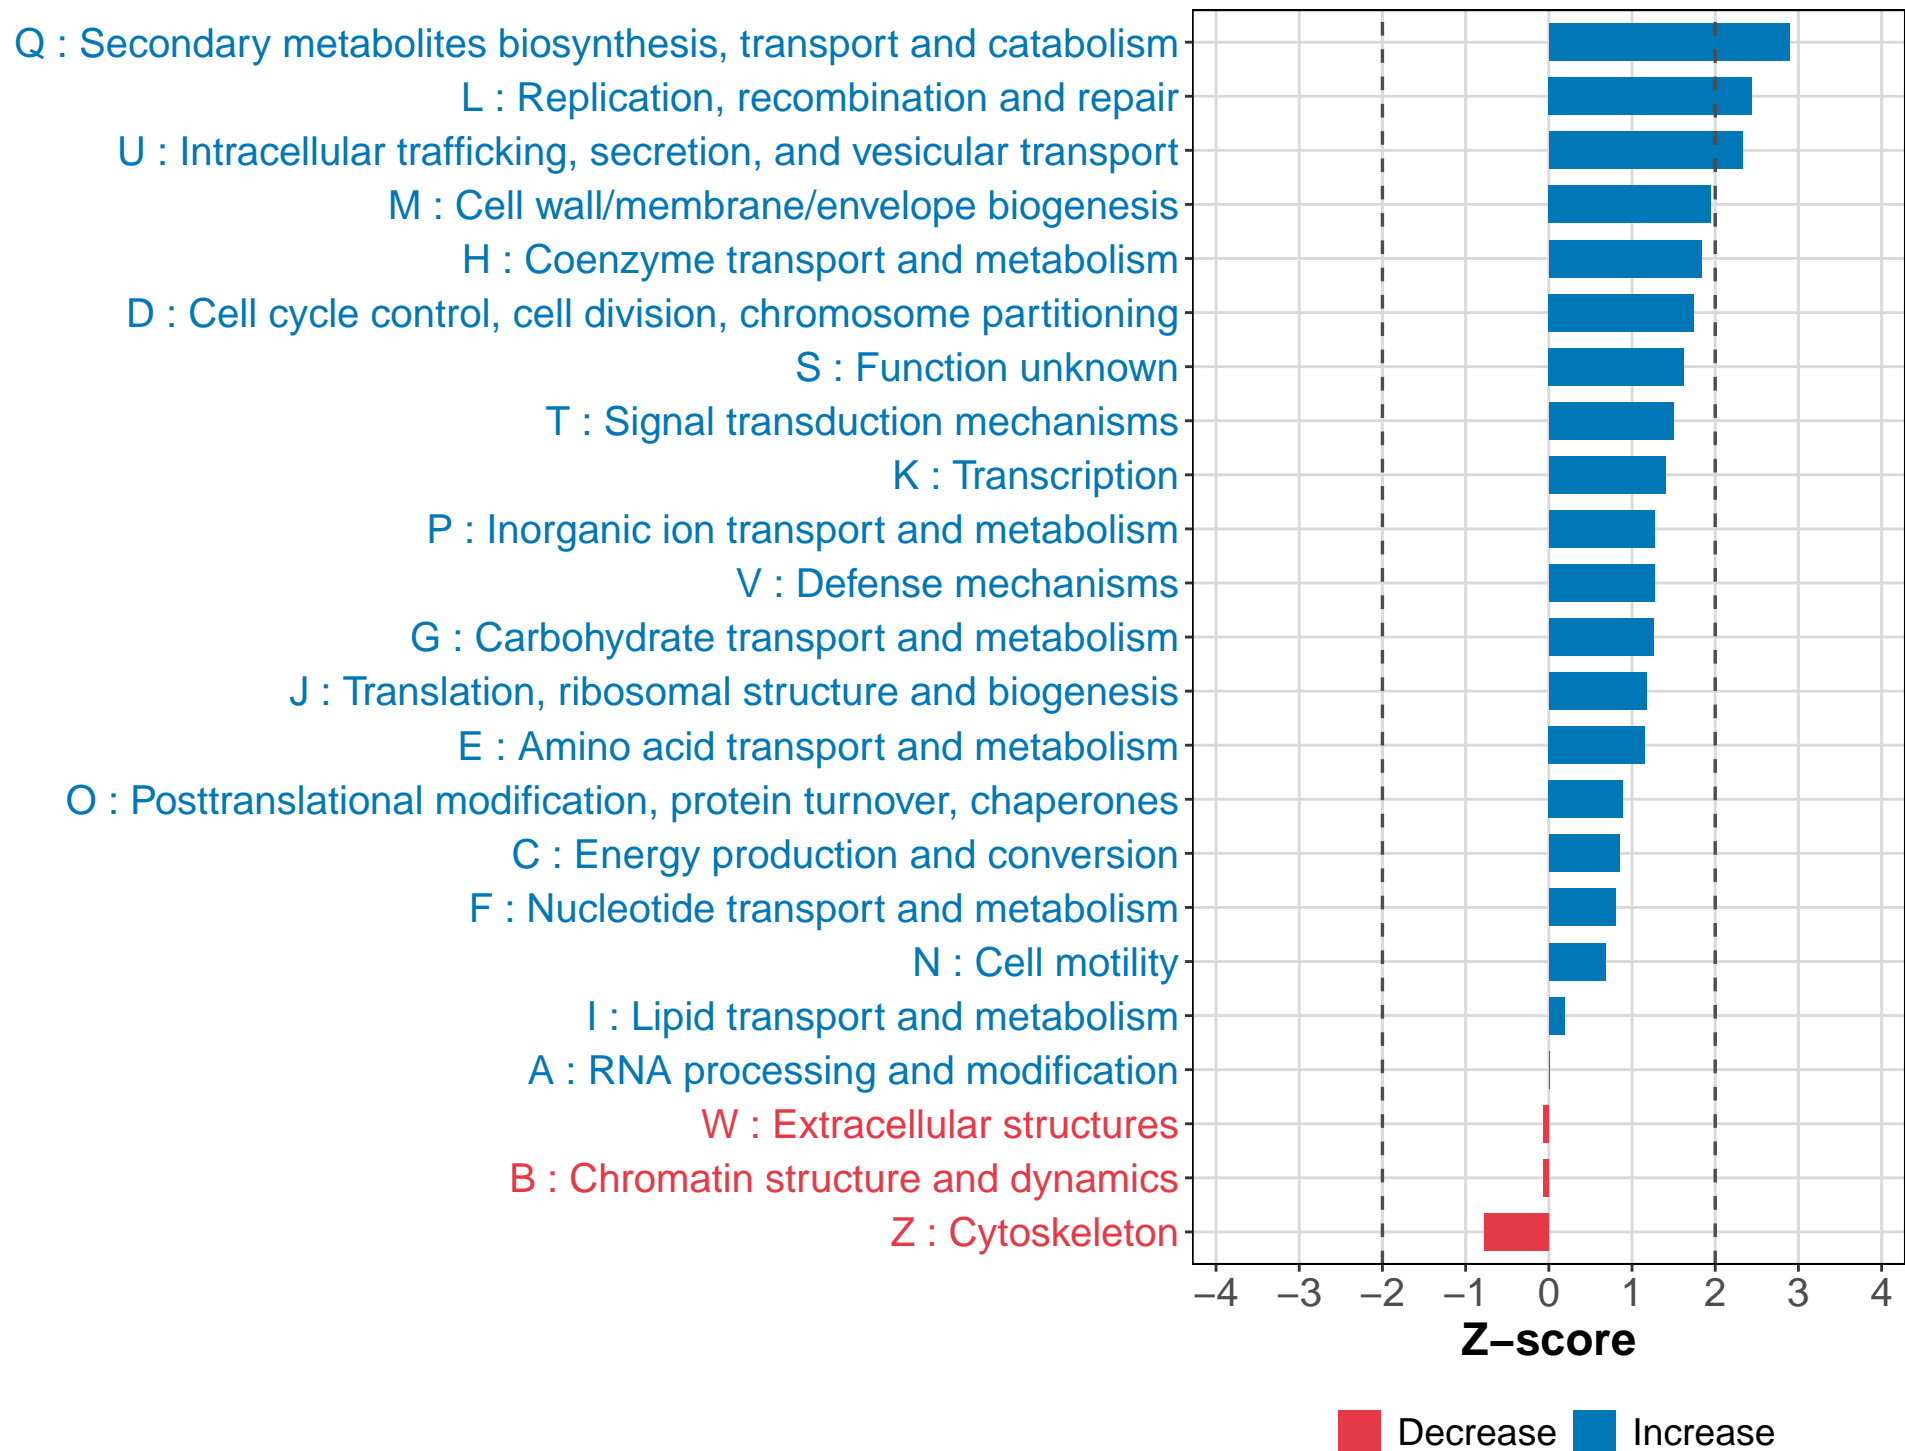 Q : Secondary metabolites biosynthesis, transport and catabolism
L : Replication, recombination and repair
U : Intracellular trafficking, secretion, and vesicular transport
M : Cell wall/membrane/envelope biogenesis
H : Coenzyme transport and metabolism
D : Cell cycle control, cell division, chromosome partitioning
S : Function unknown
T : Signal transduction mechanisms
K : Transcription
P : Inorganic ion transport and metabolism
V : Defense mechanisms
G : Carbohydrate transport and metabolism
J : Translation, ribosomal structure and biogenesis
E : Amino acid transport and metabolism
O : Posttranslational modification, protein turnover, chaperones
C : Energy production and conversion
F : Nucleotide transport and metabolism
N : Cell motility
I : Lipid transport and metabolism
A : RNA processing and modification
W : Extracellular structures
B : Chromatin structure and dynamics
Z : Cytoskeleton
−4 −3 −2 −1 0 1 2 3 4
Z−score
Decrease Increase